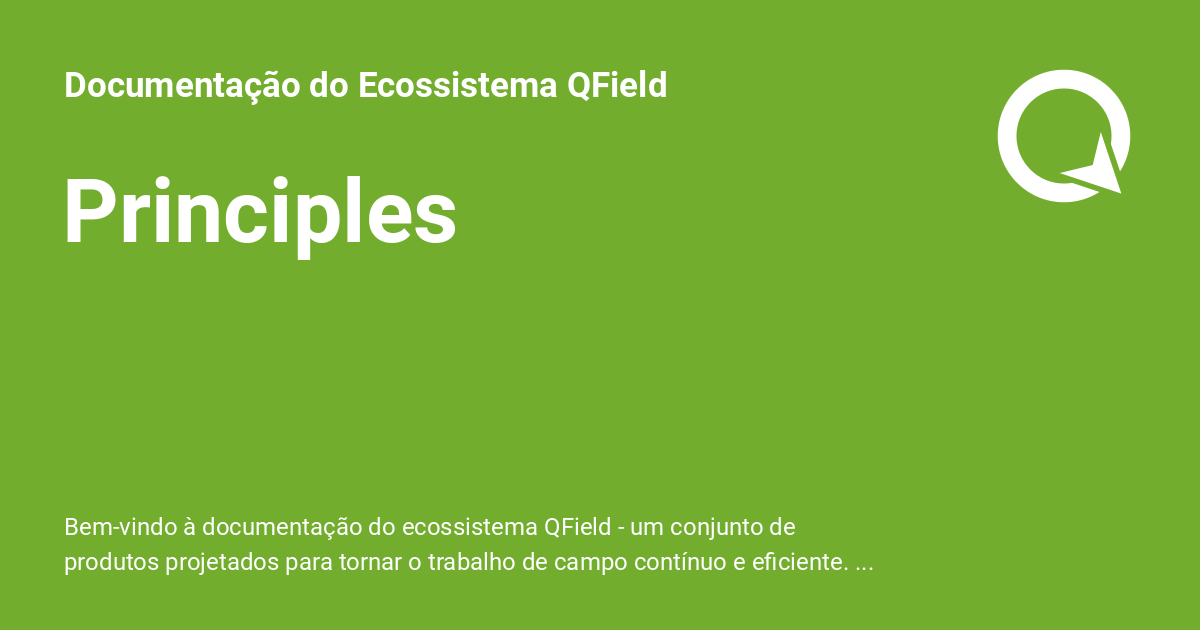 Documentação do Ecossistema QField
Principles
Bem-vindo à documentação do ecossistema QField - um conjunto de
produtos projetados para tornar o trabalho de campo contínuo e eficiente. ...